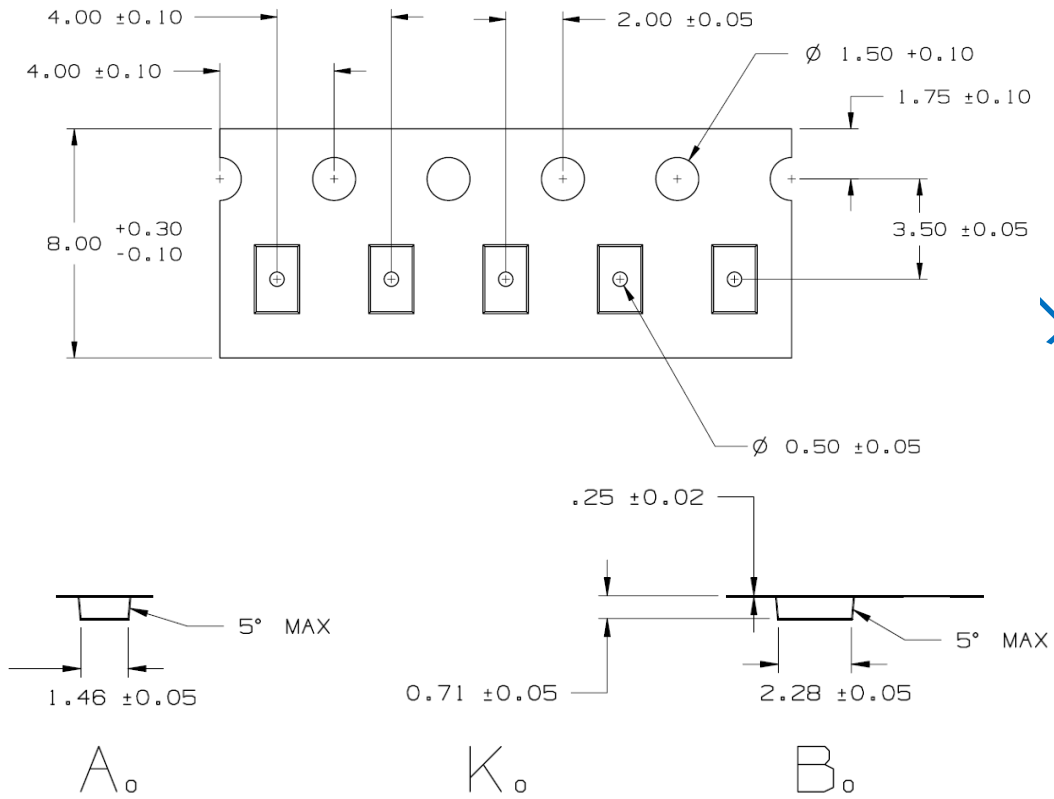 4.00 ±0.10
2.00 ±0.05
4.00 ±0.10
Ø 1.50 +0.10
1.75 ±0.10
8.00 +0.30
-0.10
3.50 ±0.05
Ø 0.50 ±0.05
.25 ±0.02
5° MAX
5° MAX
1.46 ±0.05
0.71 ±0.05
2.28 ±0.05
A₀
K₀
B₀